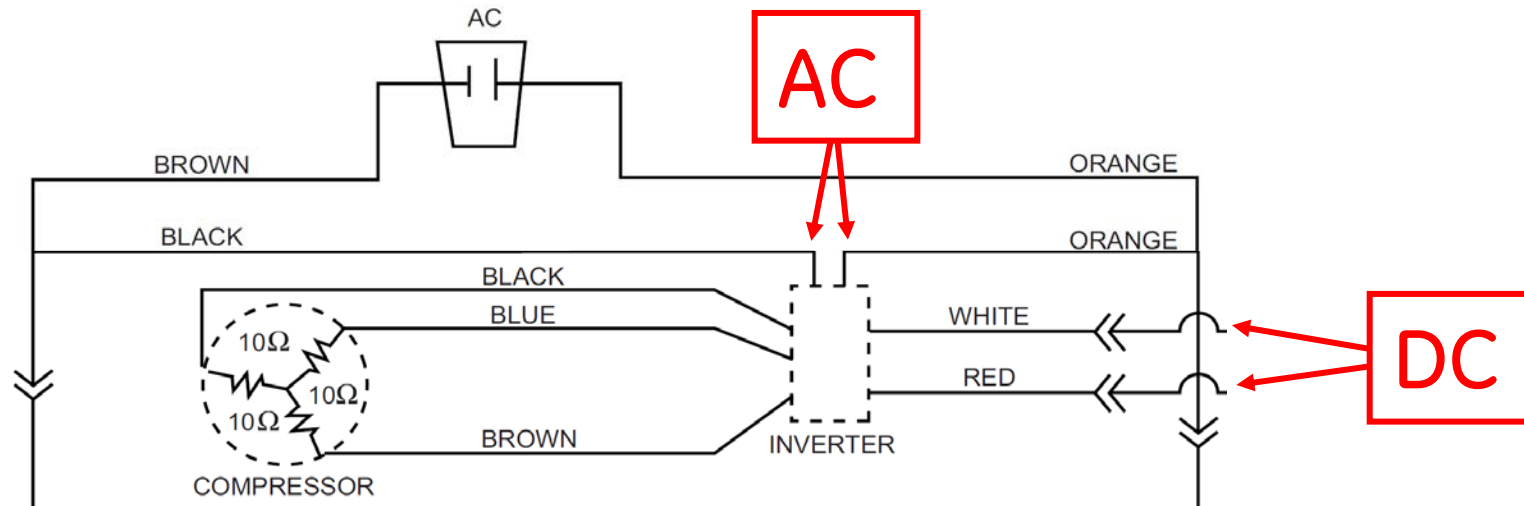 AC
AC
BROWN
ORANGE
BLACK
ORANGE
BLACK
BLUE
WHITE
10Ω
RED
DC
10Ω
10Ω
BROWN
INVERTER
COMPRESSOR